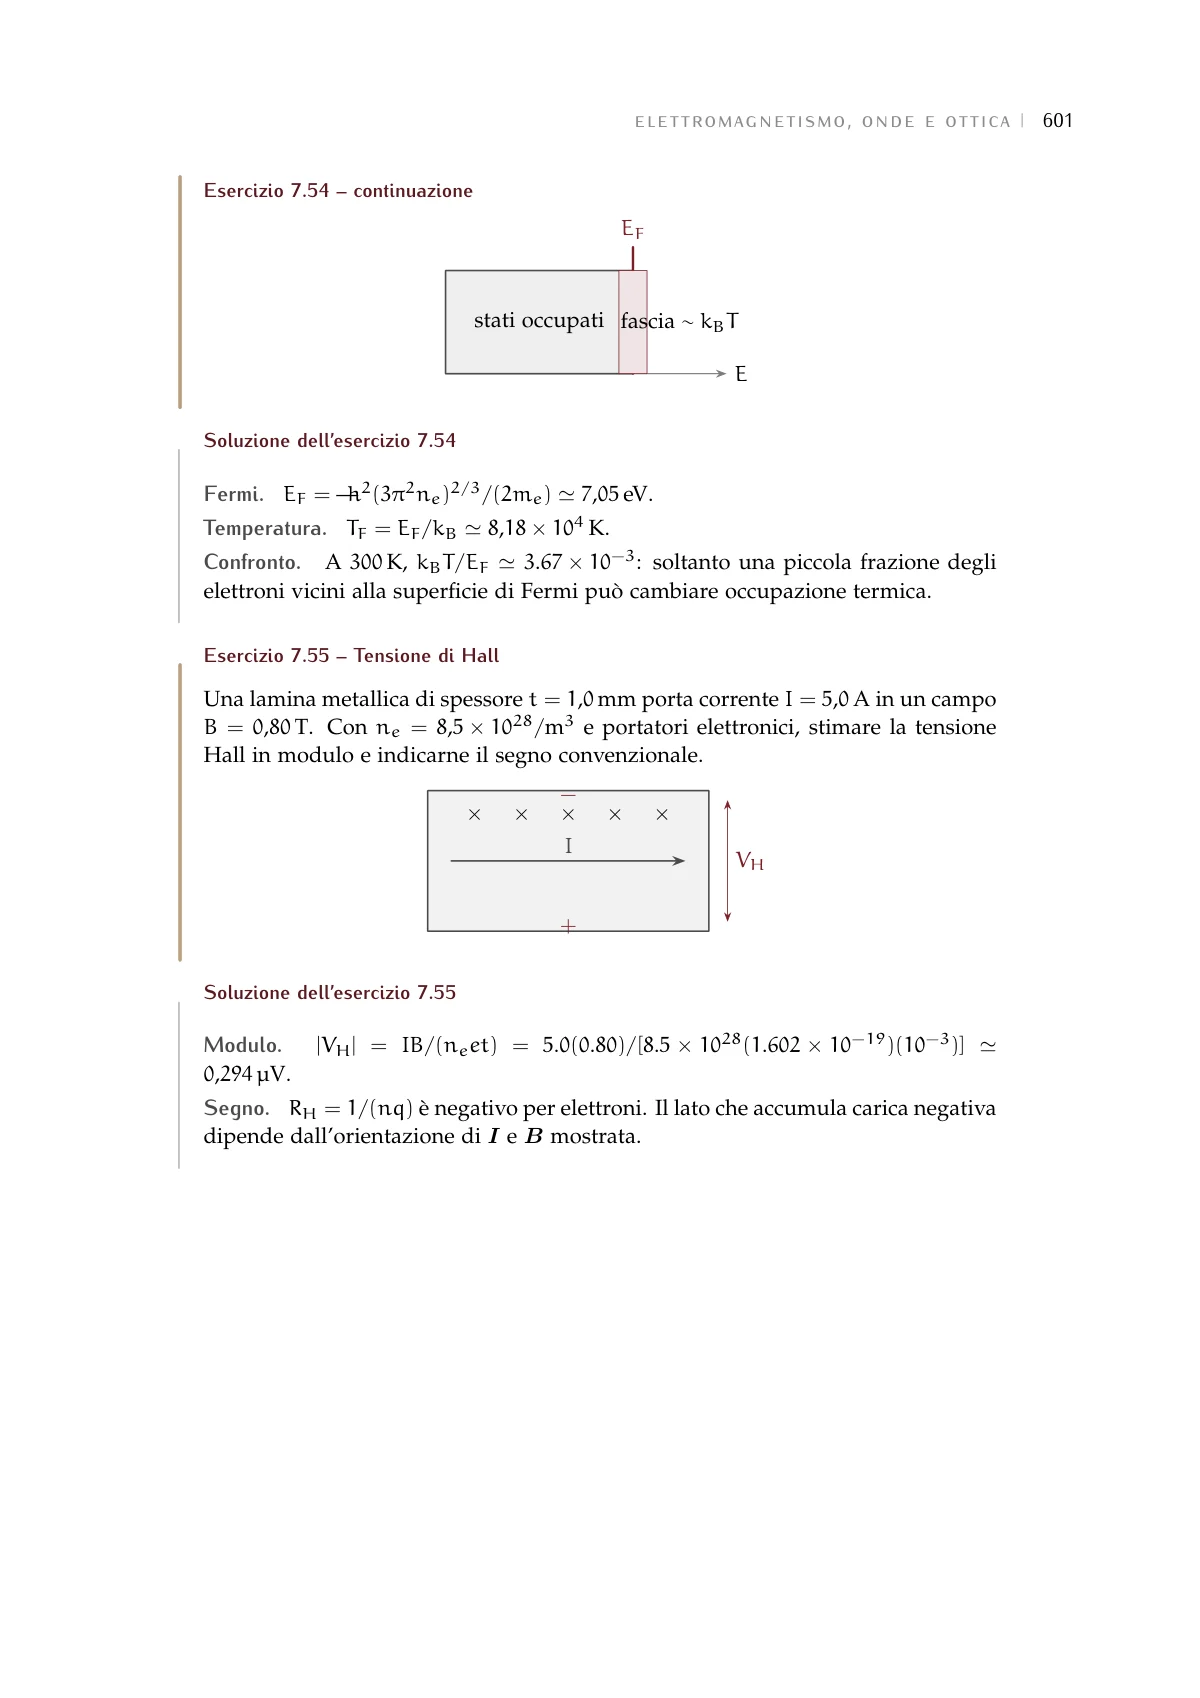 ELETTROMAGNETISMO, ONDE E OTTICA | 601
Esercizio 7.54 – continuazione
E_F
stati occupati fascia ~ k_BT
E
Soluzione dell'esercizio 7.54
Fermi. E_F = ħ²(3π²n_e)^{2/3}/(2m_e) ≃ 7,05 eV.
Temperatura. T_F = E_F/k_B ≃ 8,18 × 10⁴ K.
Confronto. A 300 K, k_BT/E_F ≃ 3.67 × 10⁻³: soltanto una piccola frazione degli
elettroni vicini alla superficie di Fermi può cambiare occupazione termica.
Esercizio 7.55 – Tensione di Hall
Una lamina metallica di spessore t = 1,0 mm porta corrente I = 5,0 A in un campo
B = 0,80 T. Con n_e = 8,5 × 10²⁸/m³ e portatori elettronici, stimare la tensione
Hall in modulo e indicarne il segno convenzionale.
−
× × × × ×
I
V_H
+
Soluzione dell'esercizio 7.55
Modulo. |V_H| = IB/(n_eet) = 5.0(0.80)/[8.5 × 10²⁸(1.602 × 10⁻¹⁹)(10⁻³)] ≃
0,294 µV.
Segno. R_H = 1/(nq) è negativo per elettroni. Il lato che accumula carica negativa
dipende dall'orientazione di I e B mostrata.